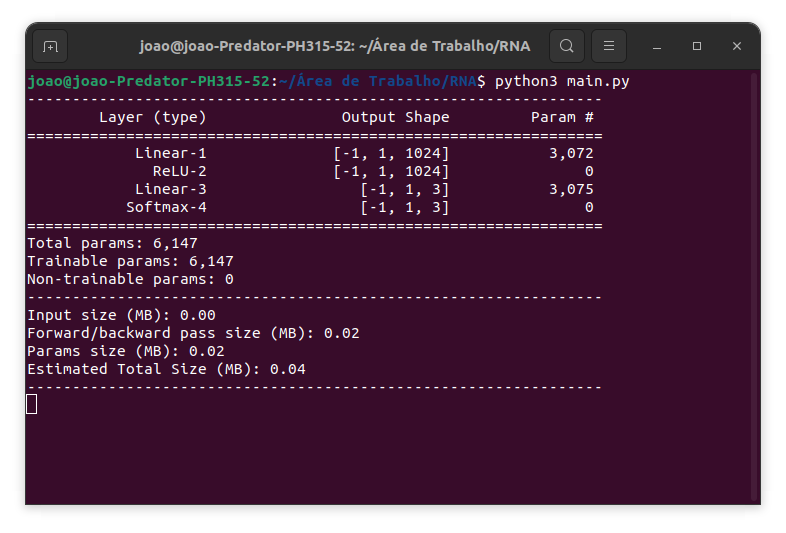 joao@joao-Predator-PH315-52: ~/Área de Trabalho/RNA
joao@joao-Predator-PH315-52:~/Área de Trabalho/RNA$ python3 main.py
----------------------------------------------------------------
        Layer (type)               Output Shape         Param #
================================================================
            Linear-1              [-1, 1, 1024]           3,072
              ReLU-2              [-1, 1, 1024]               0
            Linear-3                 [-1, 1, 3]           3,075
           Softmax-4                 [-1, 1, 3]               0
================================================================
Total params: 6,147
Trainable params: 6,147
Non-trainable params: 0
----------------------------------------------------------------
Input size (MB): 0.00
Forward/backward pass size (MB): 0.02
Params size (MB): 0.02
Estimated Total Size (MB): 0.04
----------------------------------------------------------------